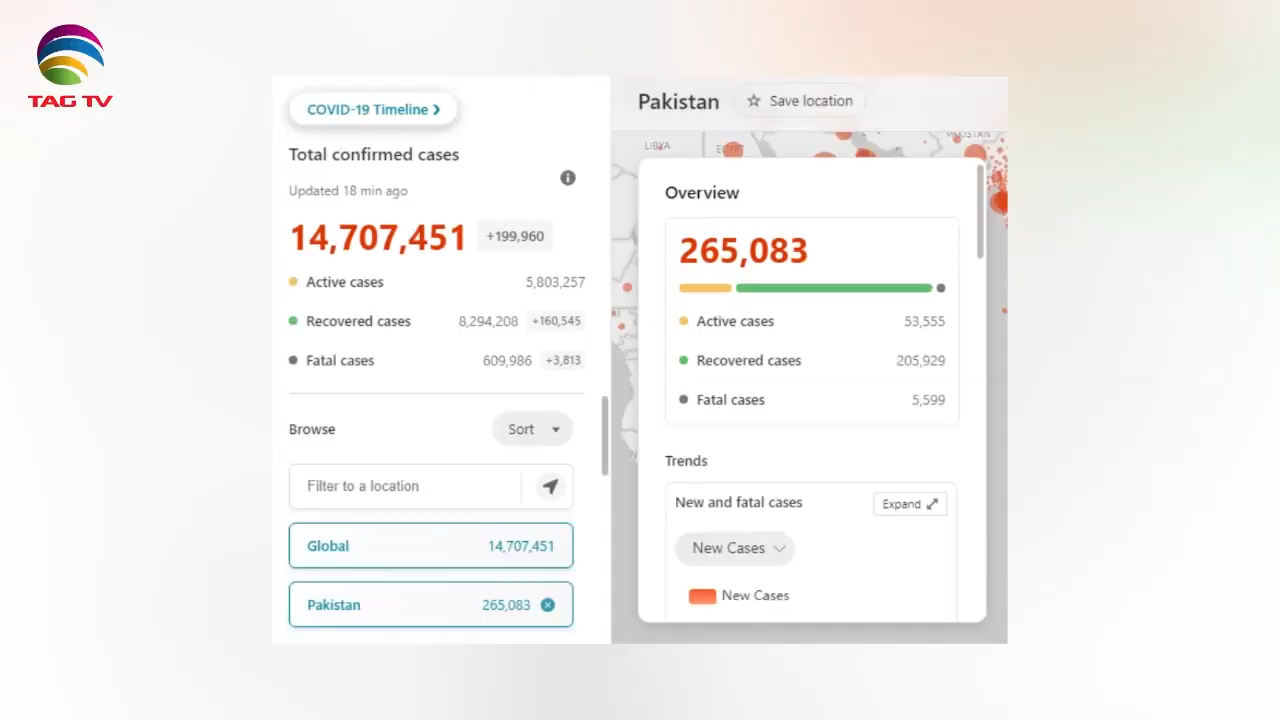 TAG TV
COVID-19 Timeline
Total confirmed cases
Updated 18 min ago
14,707,451 +199,960
Active cases 5,803,257
Recovered cases 8,294,208 +160,545
Fatal cases 609,986 +3,813
Browse Sort
Filter to a location
Global 14,707,451
Pakistan 265,083
Pakistan Save location
LIBYA EGYPT PAKISTAN
Overview
265,083
Active cases 53,555
Recovered cases 205,929
Fatal cases 5,599
Trends
New and fatal cases Expand
New Cases
New Cases